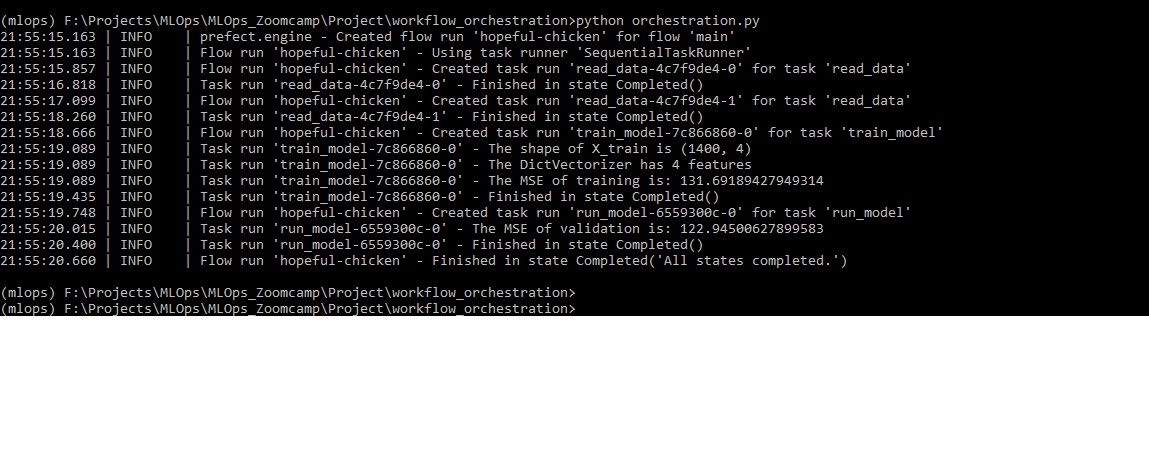 (mlops) F:\Projects\MLOps\MLOps_Zoomcamp\Project\workflow_orchestration>python orchestration.py
21:55:15.163 | INFO    | prefect.engine - Created flow run 'hopeful-chicken' for flow 'main'
21:55:15.163 | INFO    | Flow run 'hopeful-chicken' - Using task runner 'SequentialTaskRunner'
21:55:15.857 | INFO    | Flow run 'hopeful-chicken' - Created task run 'read_data-4c7f9de4-0' for task 'read_data'
21:55:16.818 | INFO    | Task run 'read_data-4c7f9de4-0' - Finished in state Completed()
21:55:17.099 | INFO    | Flow run 'hopeful-chicken' - Created task run 'read_data-4c7f9de4-1' for task 'read_data'
21:55:18.260 | INFO    | Task run 'read_data-4c7f9de4-1' - Finished in state Completed()
21:55:18.666 | INFO    | Flow run 'hopeful-chicken' - Created task run 'train_model-7c866860-0' for task 'train_model'
21:55:19.089 | INFO    | Task run 'train_model-7c866860-0' - The shape of X_train is (1400, 4)
21:55:19.089 | INFO    | Task run 'train_model-7c866860-0' - The DictVectorizer has 4 features
21:55:19.089 | INFO    | Task run 'train_model-7c866860-0' - The MSE of training is: 131.69189427949314
21:55:19.435 | INFO    | Task run 'train_model-7c866860-0' - Finished in state Completed()
21:55:19.748 | INFO    | Flow run 'hopeful-chicken' - Created task run 'run_model-6559300c-0' for task 'run_model'
21:55:20.015 | INFO    | Task run 'run_model-6559300c-0' - The MSE of validation is: 122.94500627899583
21:55:20.400 | INFO    | Task run 'run_model-6559300c-0' - Finished in state Completed()
21:55:20.660 | INFO    | Flow run 'hopeful-chicken' - Finished in state Completed('All states completed.')
(mlops) F:\Projects\MLOps\MLOps_Zoomcamp\Project\workflow_orchestration>
(mlops) F:\Projects\MLOps\MLOps_Zoomcamp\Project\workflow_orchestration>